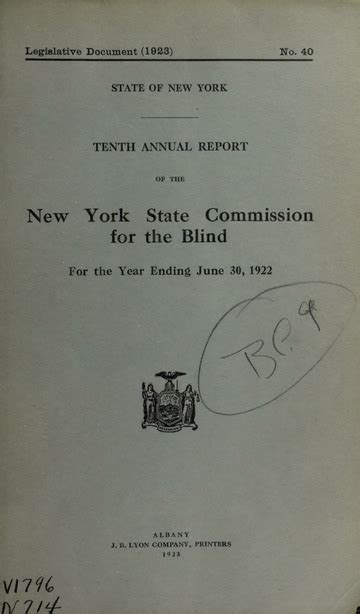 Legislative Document (1923) No. 40
STATE OF NEW YORK
TENTH ANNUAL REPORT
OF THE
New York State Commission
for the Blind
For the Year Ending June 30, 1922
ALBANY
J. B. LYON COMPANY, PRINTERS
1923
V1796
N714